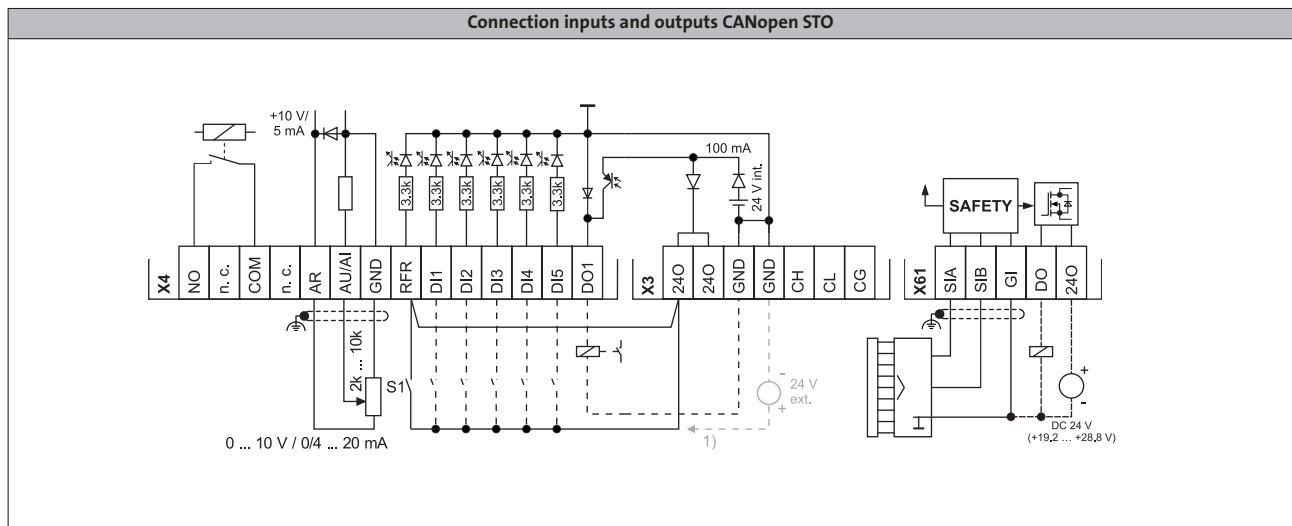 Connection inputs and outputs CANopen STO
+10 V/
5 mA
100 mA
3.3k
3.3k
3.3k
3.3k
3.3k
3.3k
24 V int.
SAFETY
X4
NO
n. c.
COM
n. c.
AR
AU/AI
GND
RFR
DI1
DI2
DI3
DI4
DI5
DO1
X3
24O
24O
GND
GND
CH
CL
CG
X61
SIA
SIB
GI
DO
24O
2k ... 10k
S1
-
24 V
+
ext.
1)
0 ... 10 V / 0/4 ... 20 mA
+
-
DC 24 V
(+19.2 ... +28.8 V)